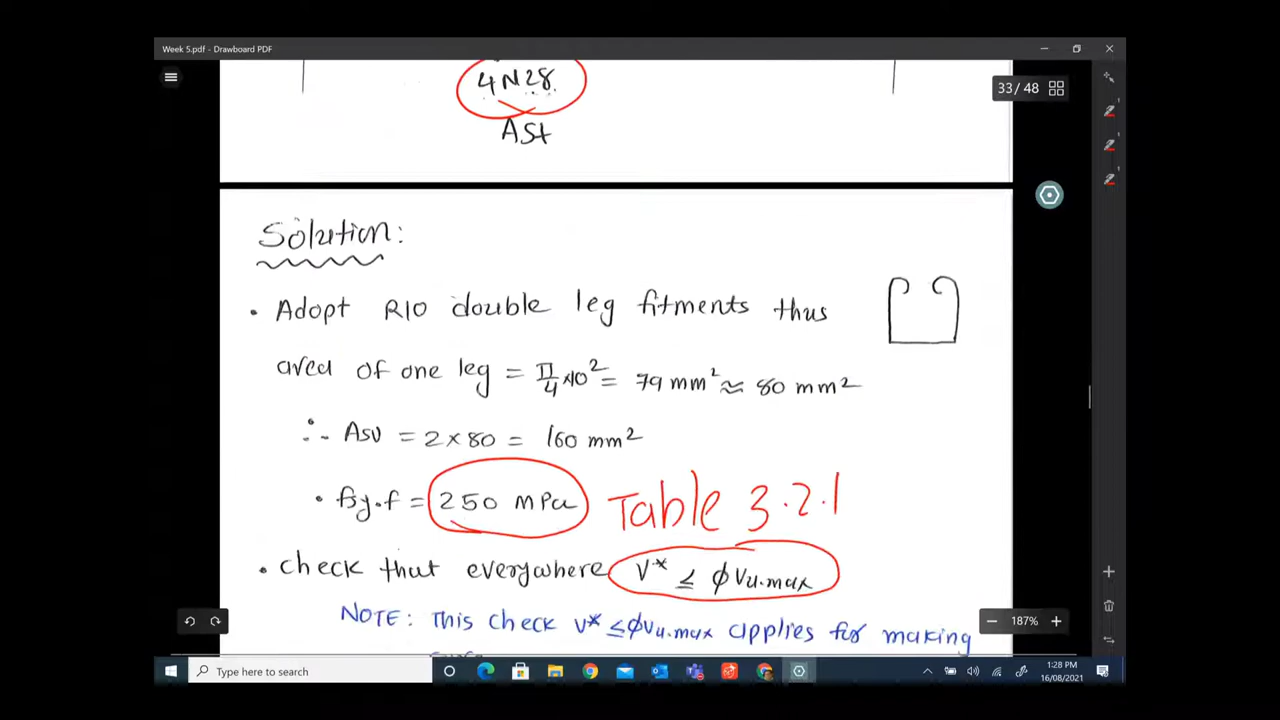 Week 5.pdf - Drawboard PDF
4N28
33/48
Ast
Solution:
• Adopt R10 double leg fitments thus
area of one leg = π/4 × 10² = 79 mm² ≈ 80 mm²
∴ Asv = 2 × 80 = 160 mm²
• fsy.f = 250 MPa Table 3.2.1
• check that everywhere V* ≤ φVu.max
NOTE: This check V* ≤ φVu.max applies for making
187%
Type here to search
1:28 PM
16/08/2021